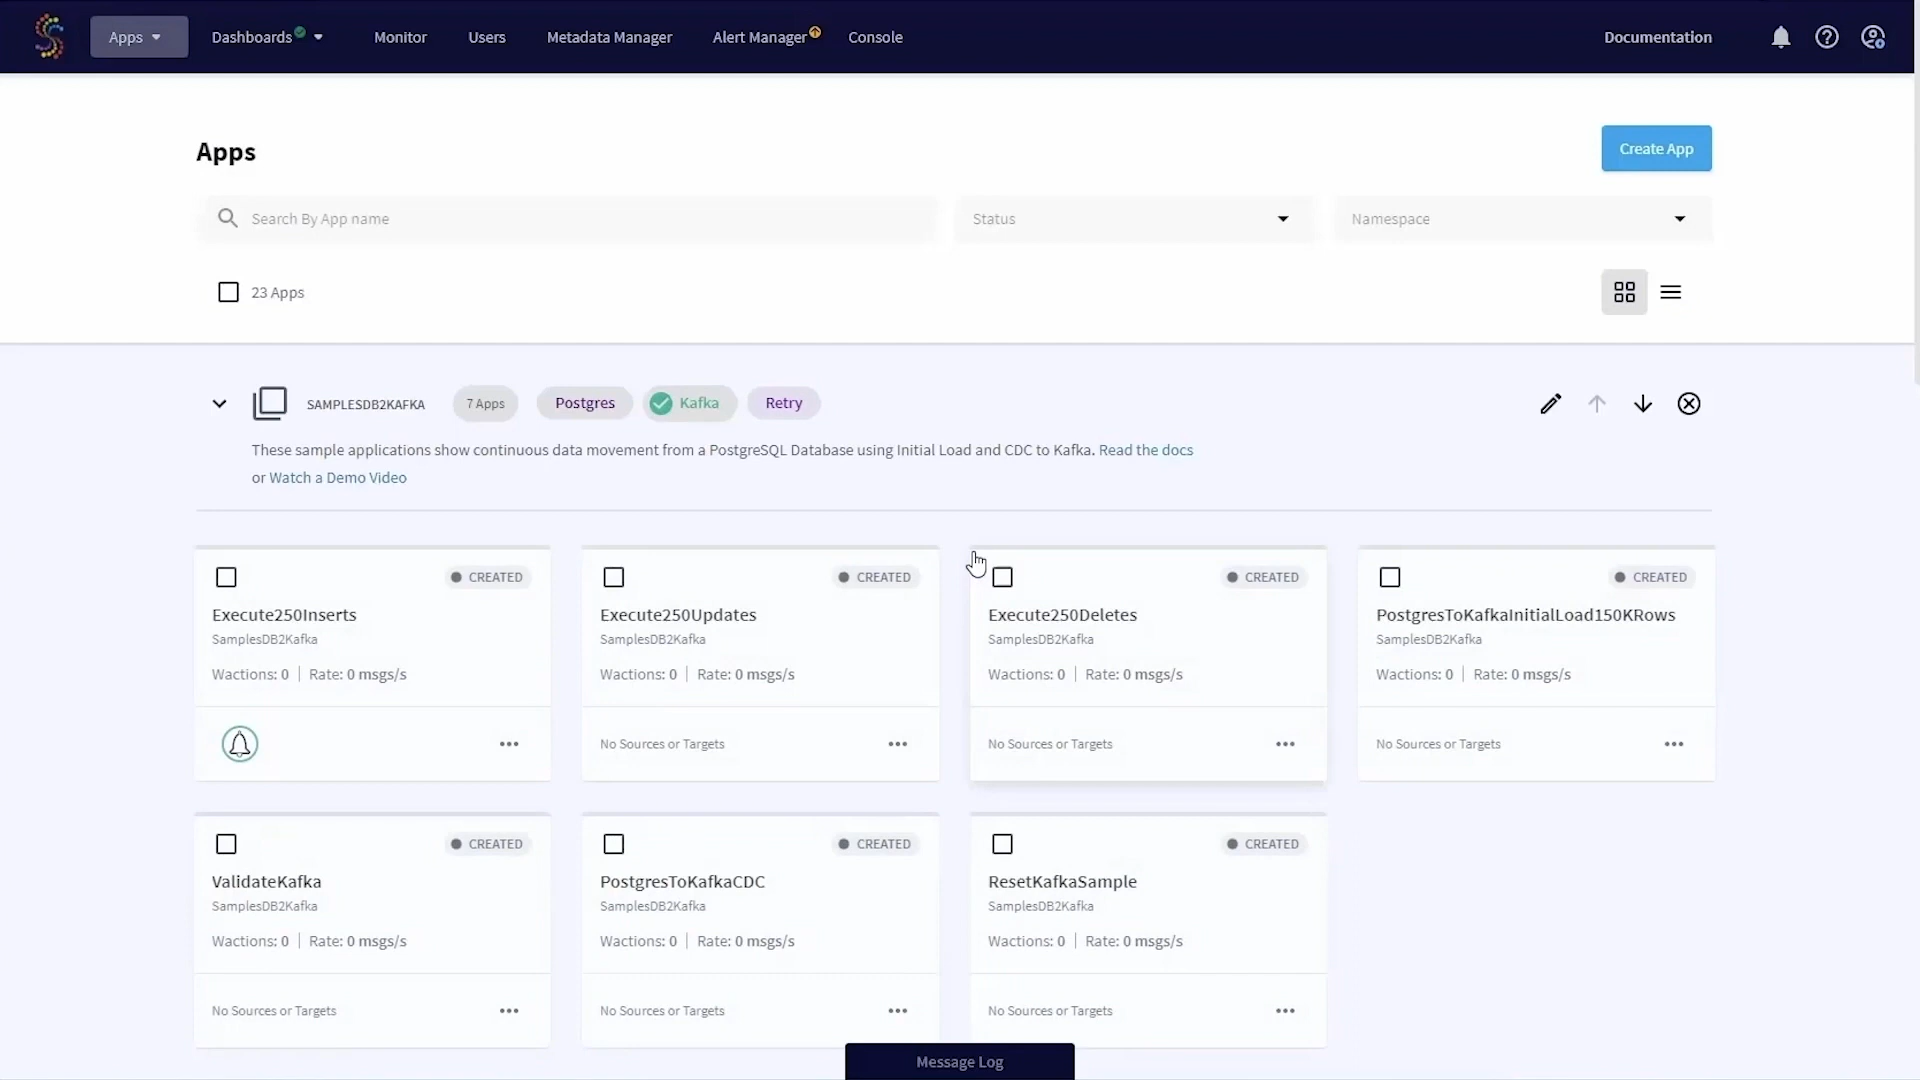 Apps
Dashboards
Monitor
Users
Metadata Manager
Alert Manager
Console
Documentation
Apps
Create App
Search By App name
Status
Namespace
23 Apps
SAMPLESDB2KAFKA
7 Apps
Postgres
Kafka
Retry
These sample applications show continuous data movement from a PostgreSQL Database using Initial Load and CDC to Kafka. Read the docs
or Watch a Demo Video
CREATED
Execute250Inserts
SamplesDB2Kafka
Wactions: 0 | Rate: 0 msgs/s
CREATED
Execute250Updates
SamplesDB2Kafka
Wactions: 0 | Rate: 0 msgs/s
No Sources or Targets
CREATED
Execute250Deletes
SamplesDB2Kafka
Wactions: 0 | Rate: 0 msgs/s
No Sources or Targets
CREATED
PostgresToKafkaInitialLoad150KRows
SamplesDB2Kafka
Wactions: 0 | Rate: 0 msgs/s
No Sources or Targets
CREATED
ValidateKafka
SamplesDB2Kafka
Wactions: 0 | Rate: 0 msgs/s
No Sources or Targets
CREATED
PostgresToKafkaCDC
SamplesDB2Kafka
Wactions: 0 | Rate: 0 msgs/s
No Sources or Targets
CREATED
ResetKafkaSample
SamplesDB2Kafka
Wactions: 0 | Rate: 0 msgs/s
No Sources or Targets
Message Log